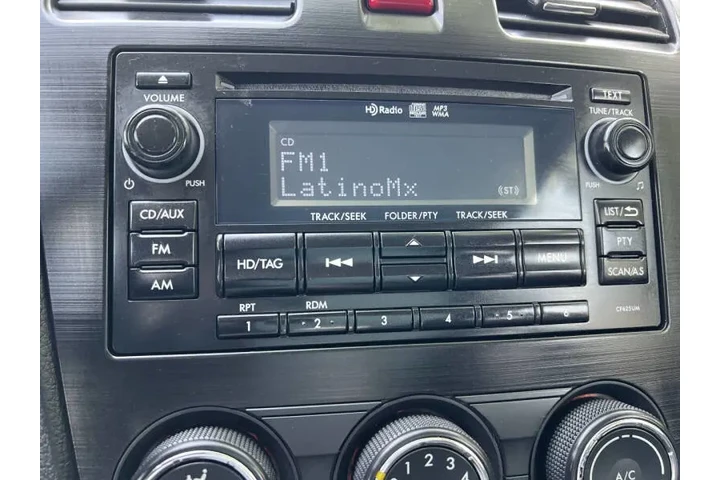 VOLUME
PUSH
HD Radio
MP3
WMA
TEXT
TUNE/TRACK
PUSH
CD
FM1
LatinoMx
(ST)
TRACK/SEEK FOLDER/PTY TRACK/SEEK
CD/AUX
FM
AM
HD/TAG
MENU
LIST/
PTY
SCAN/A.S
RPT
RDM
1
2
3
4
5
6
CF625UM
0 1 2 3 4
A/C